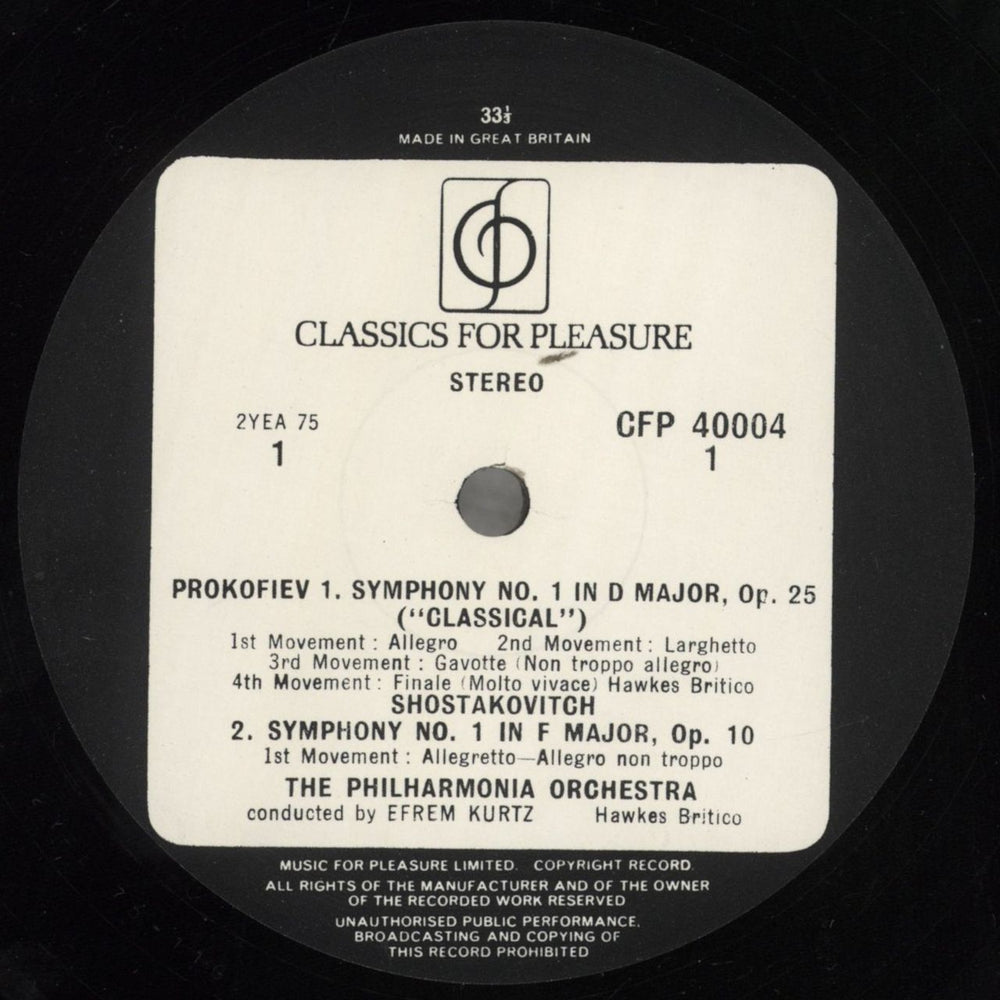 33⅓
MADE IN GREAT BRITAIN
CLASSICS FOR PLEASURE
STEREO
2YEA 75
1
CFP 40004
1
PROKOFIEV 1. SYMPHONY NO. 1 IN D MAJOR, Op. 25
(“CLASSICAL”)
1st Movement : Allegro 2nd Movement : Larghetto
3rd Movement : Gavotte (Non troppo allegro)
4th Movement : Finale (Molto vivace) Hawkes Britico
SHOSTAKOVITCH
2. SYMPHONY NO. 1 IN F MAJOR, Op. 10
1st Movement : Allegretto—Allegro non troppo
THE PHILHARMONIA ORCHESTRA
conducted by EFREM KURTZ Hawkes Britico
MUSIC FOR PLEASURE LIMITED. COPYRIGHT RECORD.
ALL RIGHTS OF THE MANUFACTURER AND OF THE OWNER
OF THE RECORDED WORK RESERVED
UNAUTHORISED PUBLIC PERFORMANCE,
BROADCASTING AND COPYING OF
THIS RECORD PROHIBITED